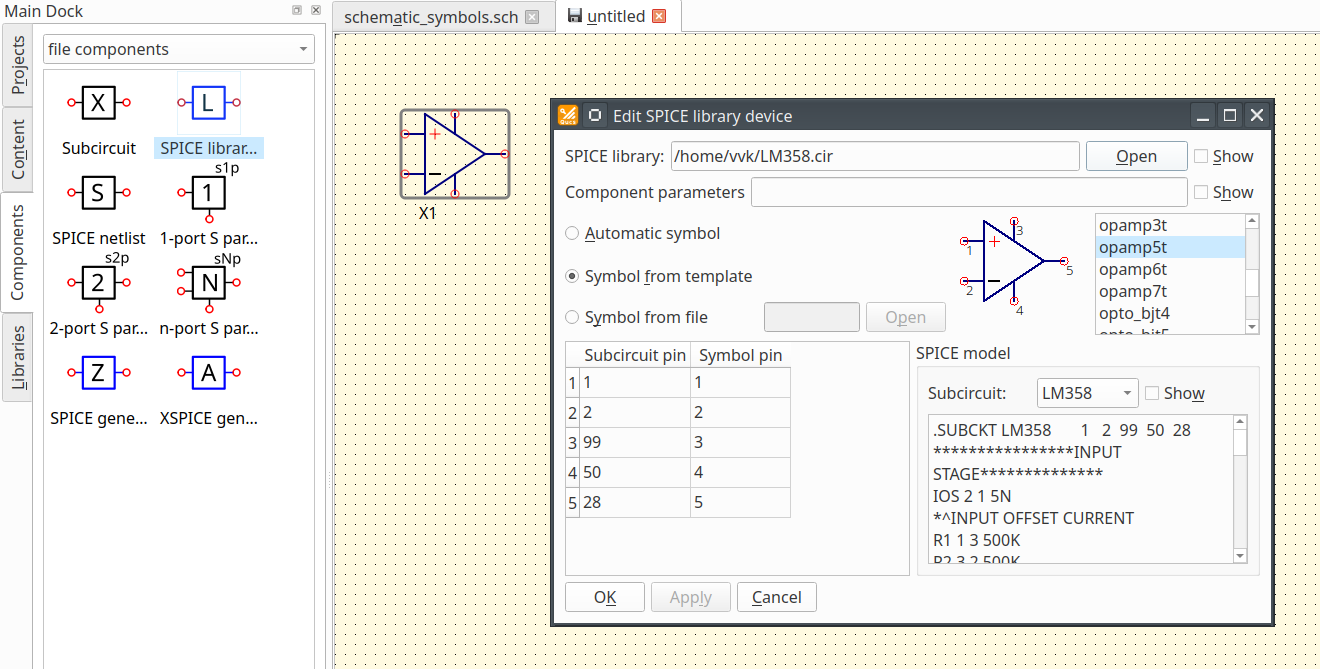 Main Dock
Projects
Content
Components
Libraries
file components
X
L
Subcircuit
SPICE librar...
s1p
S
1
SPICE netlist
1-port S par...
s2p
sNp
2
N
2-port S par...
n-port S par...
Z
A
SPICE gene...
XSPICE gen...
schematic_symbols.sch
untitled
X1
Edit SPICE library device
SPICE library:
/home/vvk/LM358.cir
Open
Show
Component parameters
Show
Automatic symbol
Symbol from template
Symbol from file
Open
1
2
3
4
5
opamp3t
opamp5t
opamp6t
opamp7t
opto_bjt4
opto_bjt5
Subcircuit pin Symbol pin
1 1 1
2 2 2
3 99 3
4 50 4
5 28 5
SPICE model
Subcircuit:
LM358
Show
.SUBCKT LM358 1 2 99 50 28
****************INPUT
STAGE**************
IOS 2 1 5N
*^INPUT OFFSET CURRENT
R1 1 3 500K
R2 3 2 500K
OK
Apply
Cancel